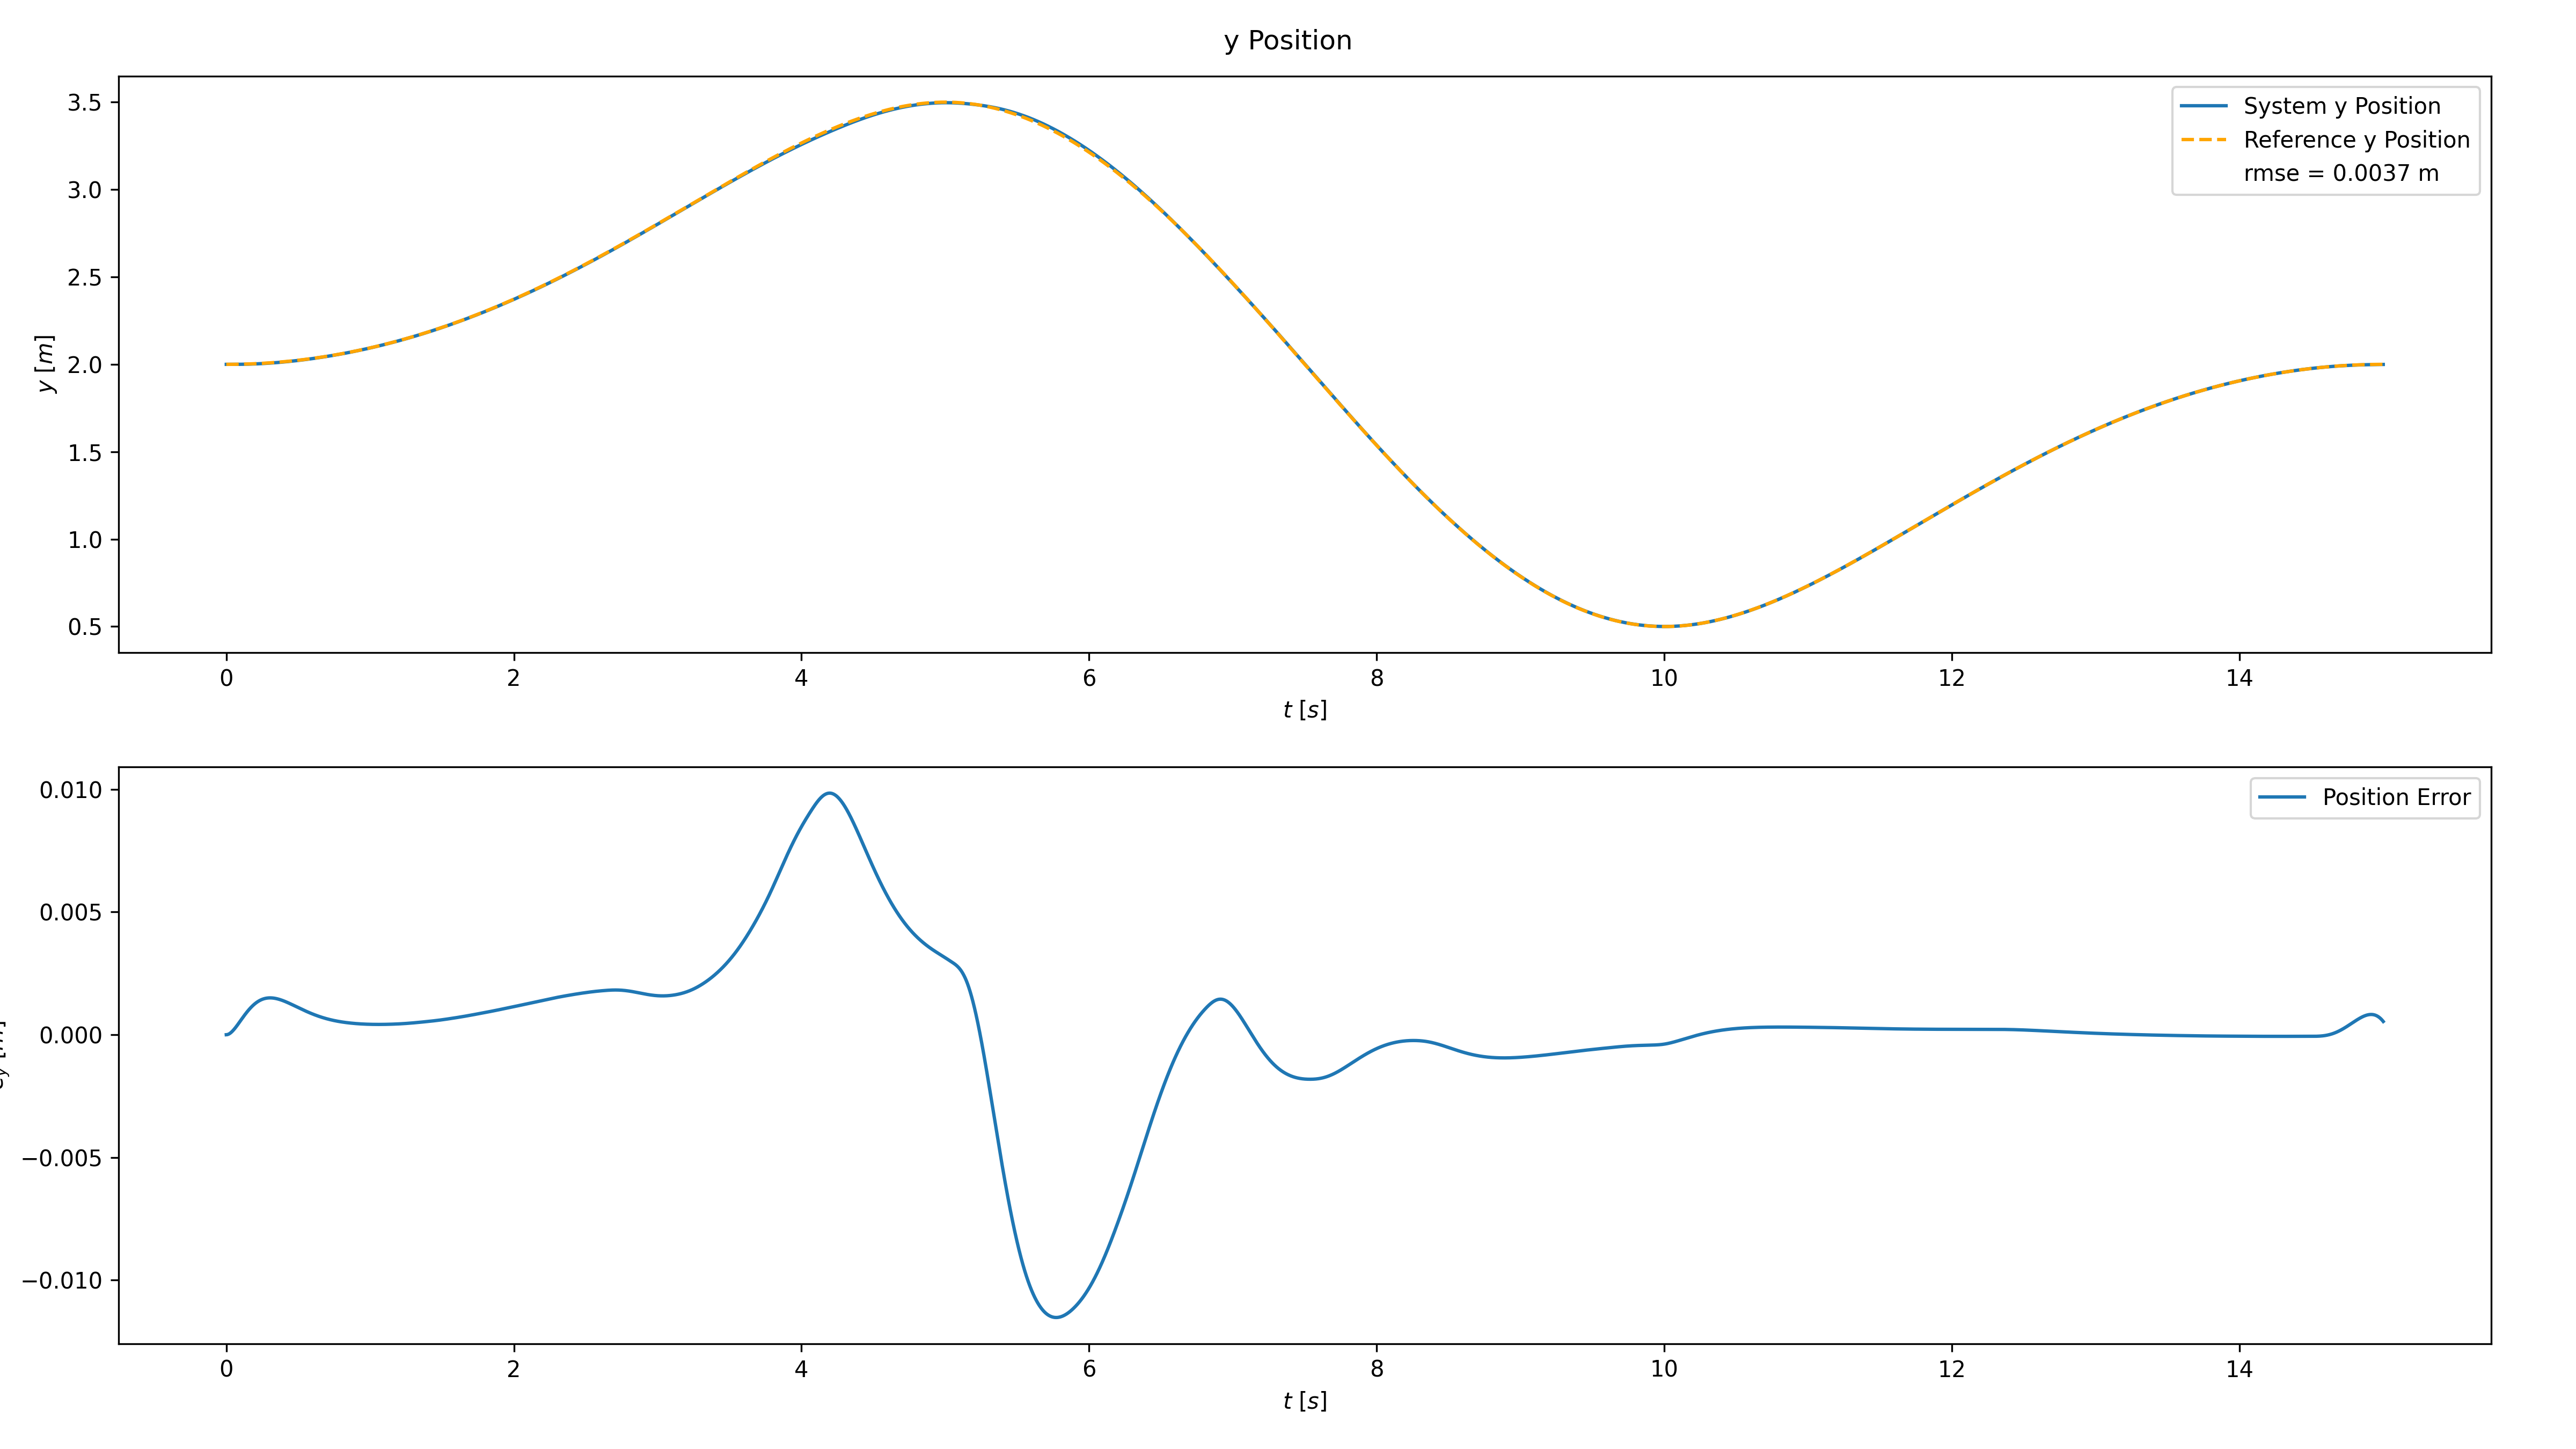 y Position
3.5
3.0
2.5
2.0
1.5
1.0
0.5
y [m]
System y Position
Reference y Position
rmse = 0.0037 m
0 2 4 6 8 10 12 14
t [s]
0.010
0.005
0.000
−0.005
−0.010
Position Error
0 2 4 6 8 10 12 14
t [s]